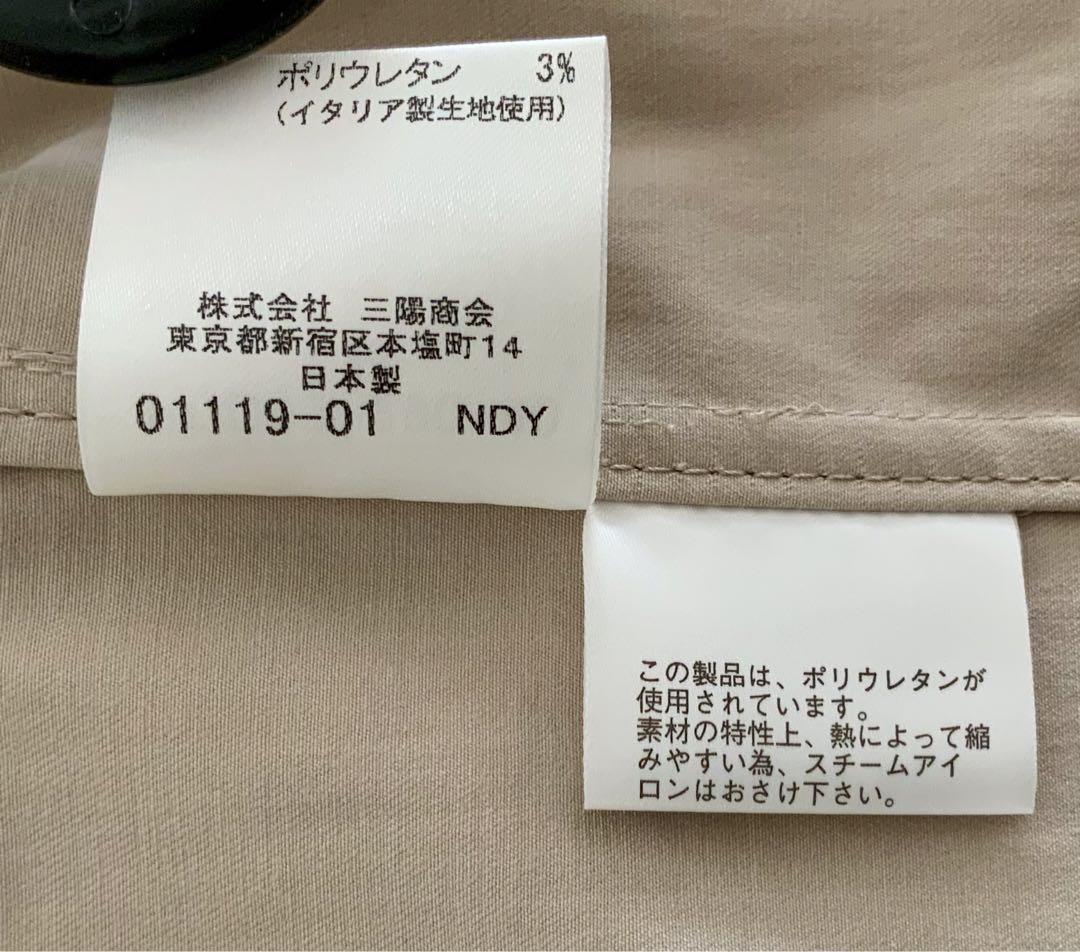 ポリウレタン 3%
(イタリア製生地使用)
株式会社 三陽商会
東京都新宿区本塩町14
日本製
01119-01 NDY
この製品は、ポリウレタンが
使用されています。
素材の特性上、熱によって縮
みやすい為、スチームアイ
ロンはおさけ下さい。